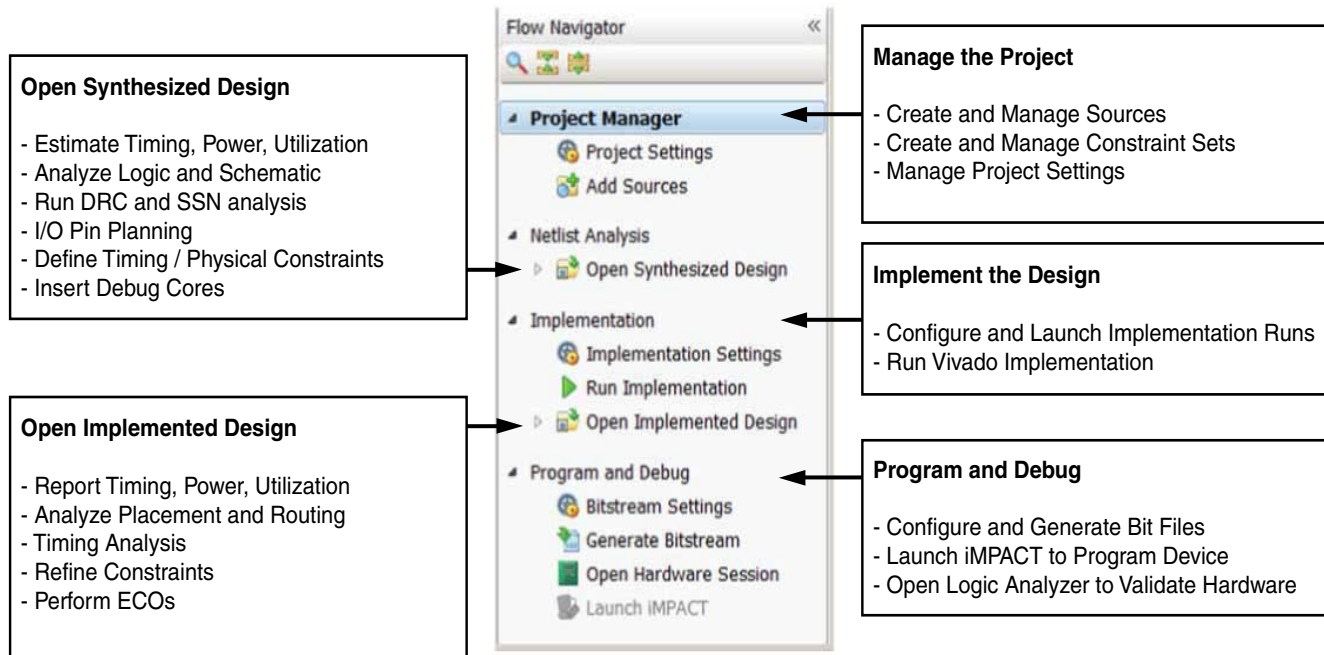 Open Synthesized Design
- Estimate Timing, Power, Utilization
- Analyze Logic and Schematic
- Run DRC and SSN analysis
- I/O Pin Planning
- Define Timing / Physical Constraints
- Insert Debug Cores
Open Implemented Design
- Report Timing, Power, Utilization
- Analyze Placement and Routing
- Timing Analysis
- Refine Constraints
- Perform ECOs
Flow Navigator
Project Manager
Project Settings
Add Sources
Netlist Analysis
Open Synthesized Design
Implementation
Implementation Settings
Run Implementation
Open Implemented Design
Program and Debug
Bitstream Settings
Generate Bitstream
Open Hardware Session
Launch iMPACT
Manage the Project
- Create and Manage Sources
- Create and Manage Constraint Sets
- Manage Project Settings
Implement the Design
- Configure and Launch Implementation Runs
- Run Vivado Implementation
Program and Debug
- Configure and Generate Bit Files
- Launch iMPACT to Program Device
- Open Logic Analyzer to Validate Hardware